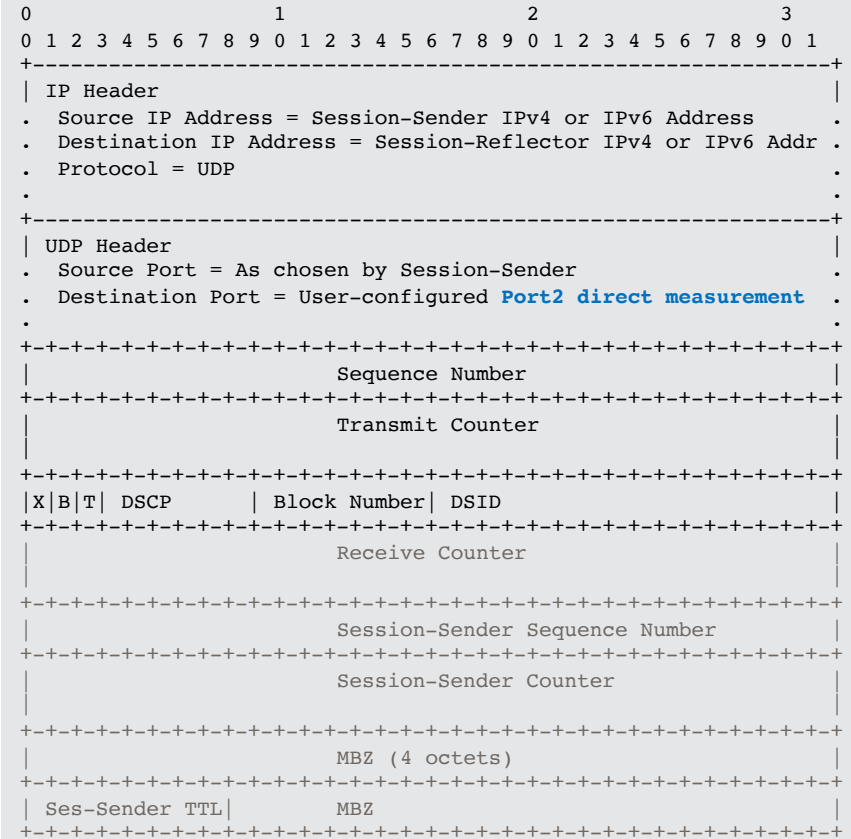 0                   1                   2                   3
0 1 2 3 4 5 6 7 8 9 0 1 2 3 4 5 6 7 8 9 0 1 2 3 4 5 6 7 8 9 0 1
+---------------------------------------------------------------+
| IP Header                                                     |
.  Source IP Address = Session-Sender IPv4 or IPv6 Address      .
.  Destination IP Address = Session-Reflector IPv4 or IPv6 Addr .
.  Protocol = UDP                                               .
.                                                               .
+---------------------------------------------------------------+
| UDP Header                                                    |
.  Source Port = As chosen by Session-Sender                    .
.  Destination Port = User-configured Port2 direct measurement  .
.                                                               .
+-+-+-+-+-+-+-+-+-+-+-+-+-+-+-+-+-+-+-+-+-+-+-+-+-+-+-+-+-+-+-+-+
|                        Sequence Number                        |
+-+-+-+-+-+-+-+-+-+-+-+-+-+-+-+-+-+-+-+-+-+-+-+-+-+-+-+-+-+-+-+-+
|                        Transmit Counter                       |
|                                                               |
+-+-+-+-+-+-+-+-+-+-+-+-+-+-+-+-+-+-+-+-+-+-+-+-+-+-+-+-+-+-+-+-+
|X|B|T| DSCP      | Block Number| DSID                          |
+-+-+-+-+-+-+-+-+-+-+-+-+-+-+-+-+-+-+-+-+-+-+-+-+-+-+-+-+-+-+-+-+
|                        Receive Counter                        |
|                                                               |
+-+-+-+-+-+-+-+-+-+-+-+-+-+-+-+-+-+-+-+-+-+-+-+-+-+-+-+-+-+-+-+-+
|                        Session-Sender Sequence Number         |
+-+-+-+-+-+-+-+-+-+-+-+-+-+-+-+-+-+-+-+-+-+-+-+-+-+-+-+-+-+-+-+-+
|                        Session-Sender Counter                 |
|                                                               |
+-+-+-+-+-+-+-+-+-+-+-+-+-+-+-+-+-+-+-+-+-+-+-+-+-+-+-+-+-+-+-+-+
|                        MBZ (4 octets)                         |
+-+-+-+-+-+-+-+-+-+-+-+-+-+-+-+-+-+-+-+-+-+-+-+-+-+-+-+-+-+-+-+-+
| Ses-Sender TTL|        MBZ                                    |
+-+-+-+-+-+-+-+-+-+-+-+-+-+-+-+-+-+-+-+-+-+-+-+-+-+-+-+-+-+-+-+-+